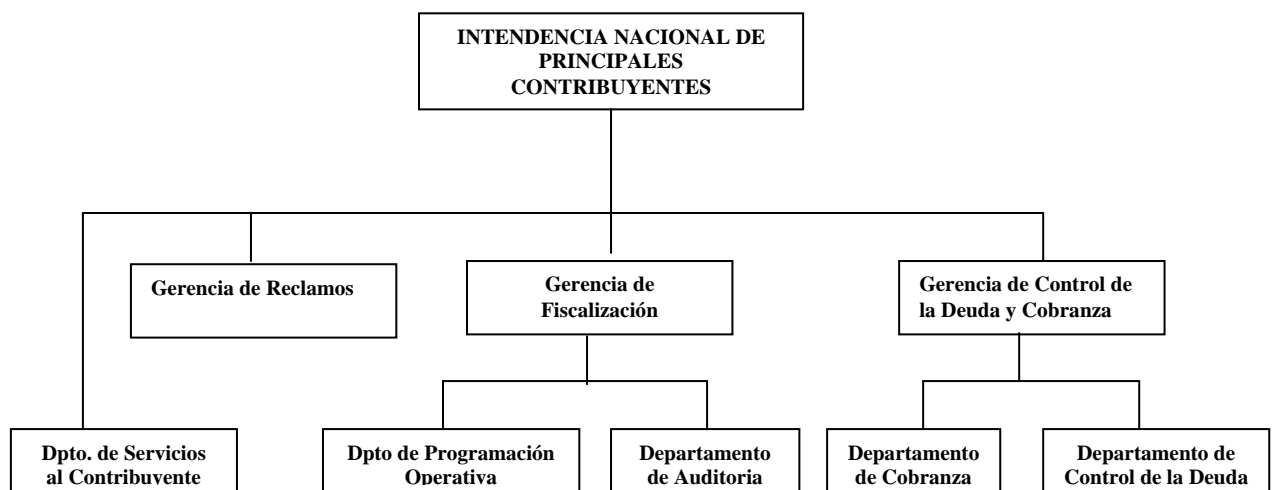 INTENDENCIA NACIONAL DE
PRINCIPALES
CONTRIBUYENTES
Gerencia de Reclamos
Gerencia de
Fiscalización
Gerencia de Control de
la Deuda y Cobranza
Dpto. de Servicios
al Contribuyente
Dpto de Programación
Operativa
Departamento
de Auditoria
Departamento
de Cobranza
Departamento de
Control de la Deuda